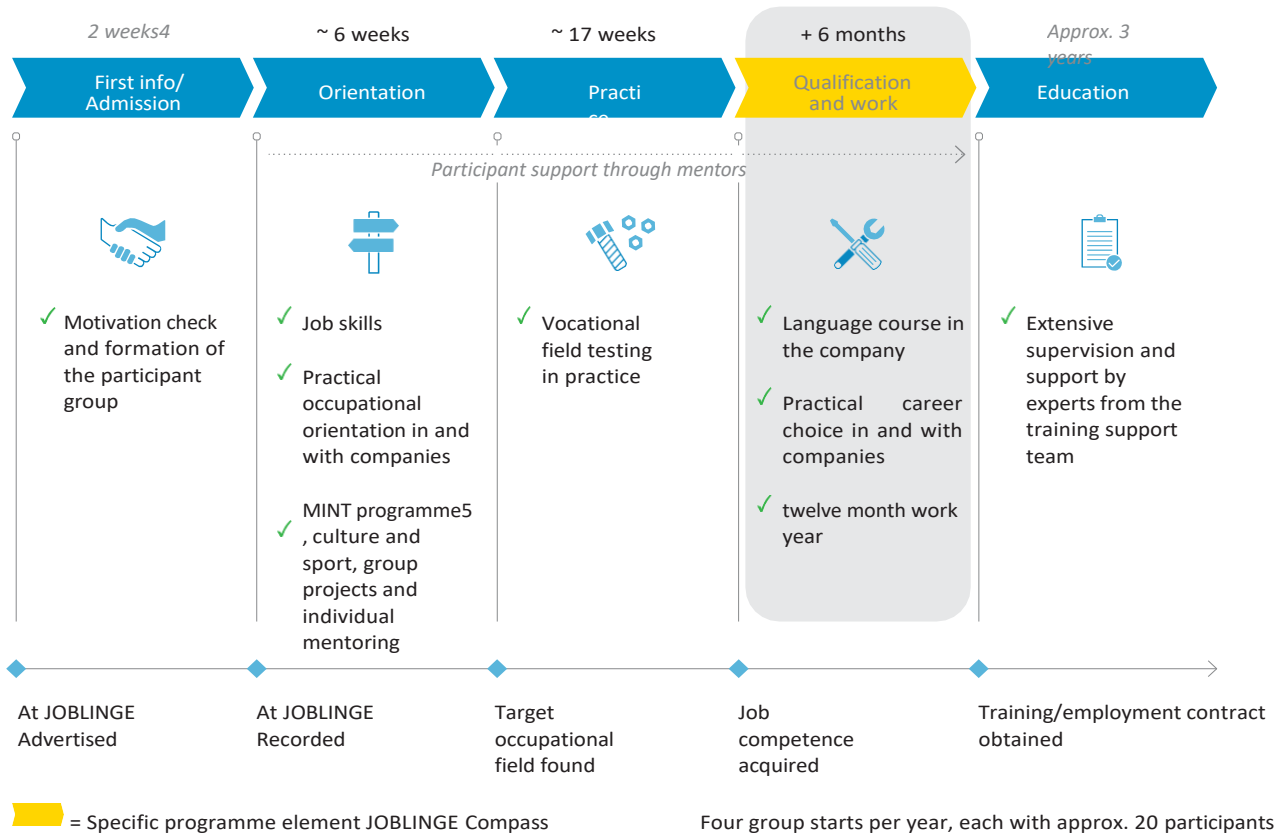 2 weeks4
~ 6 weeks
~ 17 weeks
+ 6 months
Approx. 3
years
First info/
Admission
Orientation
Practi
Qualification
and work
Education
Participant support through mentors
✓ Motivation check
and formation of
the participant
group
✓ Job skills
✓ Practical
occupational
orientation in and
with companies
✓ MINT programme5
, culture and
sport, group
projects and
individual
mentoring
✓ Vocational
field testing
in practice
✓ Language course in
the company
✓ Practical career
choice in and with
companies
✓ twelve month work
year
✓ Extensive
supervision and
support by
experts from the
training support
team
At JOBLINGE
Advertised
At JOBLINGE
Recorded
Target
occupational
field found
Job
competence
acquired
Training/employment contract
obtained
= Specific programme element JOBLINGE Compass
Four group starts per year, each with approx. 20 participants